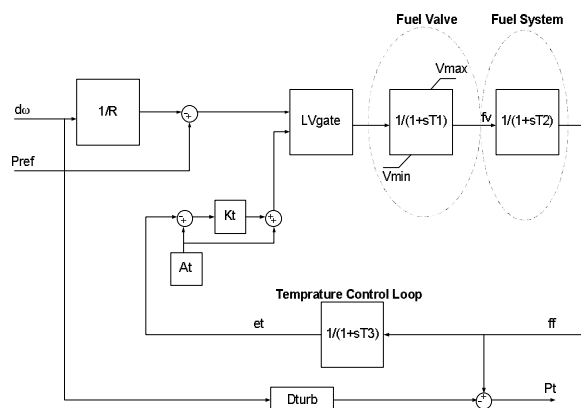 Fuel Valve
Fuel System
Vmax
dω
1/R
LVgate
1/(1+sT1)
fv
1/(1+sT2)
Pref
Vmin
Kt
At
Temprature Control Loop
et
1/(1+sT3)
ff
Dturb
Pt